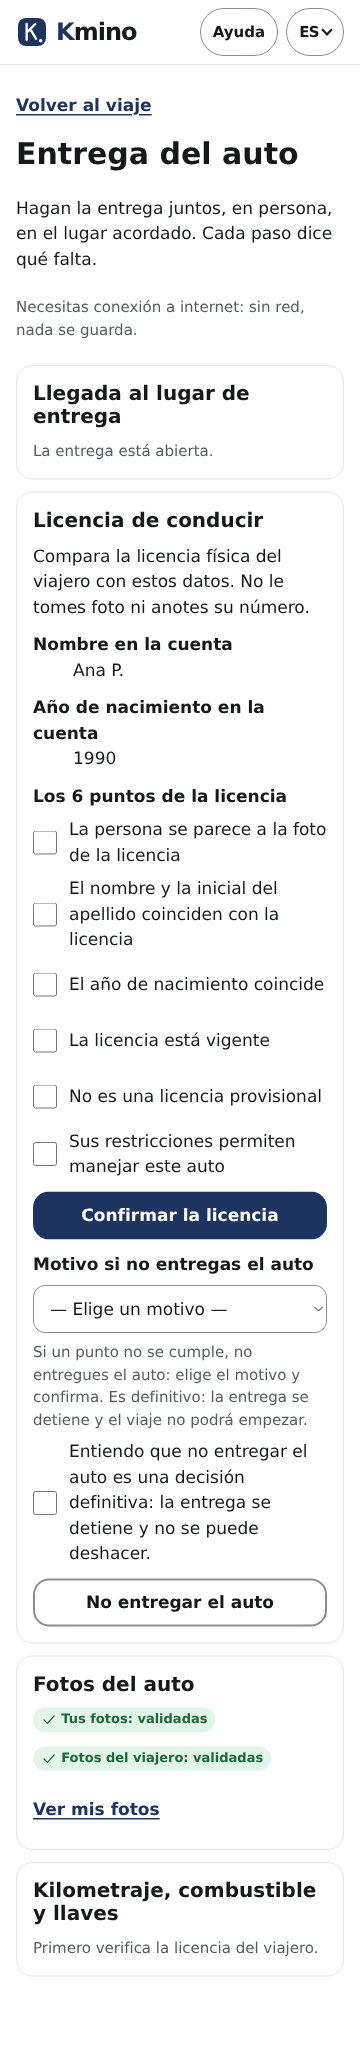 Kmino
Ayuda
ES
Volver al viaje
Entrega del auto
Hagan la entrega juntos, en persona,
en el lugar acordado. Cada paso dice
qué falta.
Necesitas conexión a internet: sin red,
nada se guarda.
Llegada al lugar de
entrega
La entrega está abierta.
Licencia de conducir
Compara la licencia física del
viajero con estos datos. No le
tomes foto ni anotes su número.
Nombre en la cuenta
Ana P.
Año de nacimiento en la
cuenta
1990
Los 6 puntos de la licencia
La persona se parece a la foto
de la licencia
El nombre y la inicial del
apellido coinciden con la
licencia
El año de nacimiento coincide
La licencia está vigente
No es una licencia provisional
Sus restricciones permiten
manejar este auto
Confirmar la licencia
Motivo si no entregas el auto
— Elige un motivo —
Si un punto no se cumple, no
entregues el auto: elige el motivo y
confirma. Es definitivo: la entrega se
detiene y el viaje no podrá empezar.
Entiendo que no entregar el
auto es una decisión
definitiva: la entrega se
detiene y no se puede
deshacer.
No entregar el auto
Fotos del auto
Tus fotos: validadas
Fotos del viajero: validadas
Ver mis fotos
Kilometraje, combustible
y llaves
Primero verifica la licencia del viajero.